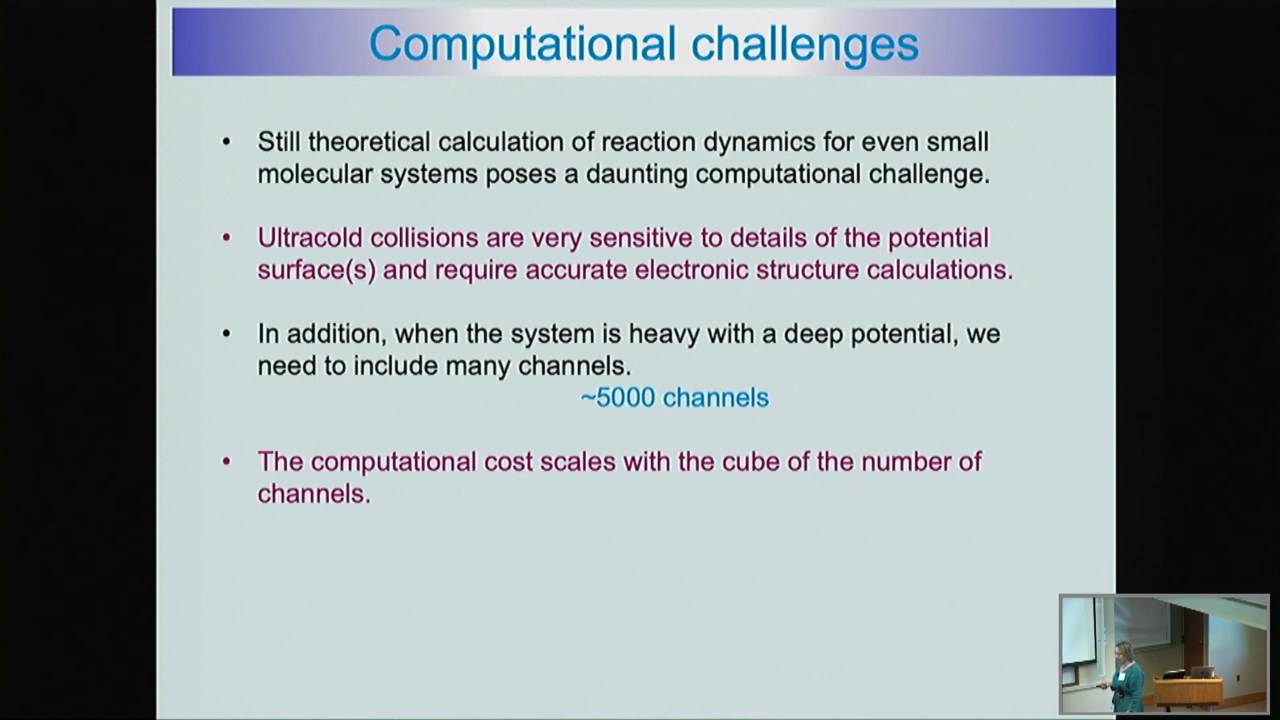 Computational challenges
• Still theoretical calculation of reaction dynamics for even small
molecular systems poses a daunting computational challenge.
• Ultracold collisions are very sensitive to details of the potential
surface(s) and require accurate electronic structure calculations.
• In addition, when the system is heavy with a deep potential, we
need to include many channels.
~5000 channels
• The computational cost scales with the cube of the number of
channels.